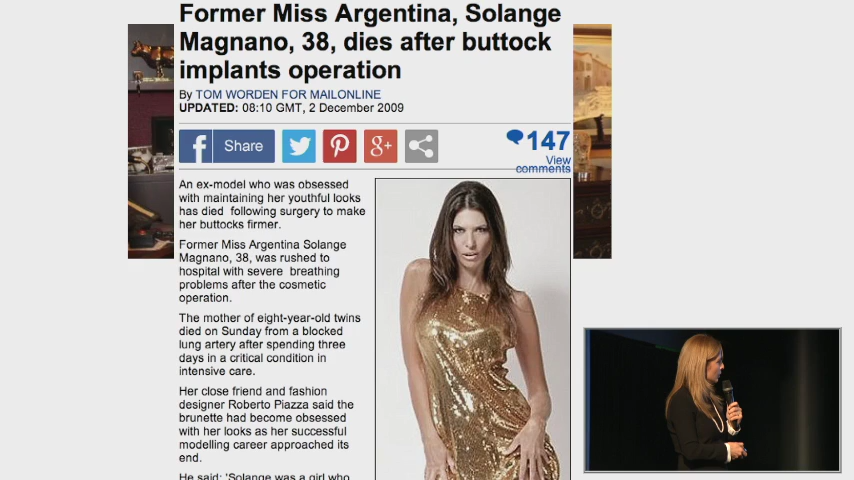 Former Miss Argentina, Solange
Magnano, 38, dies after buttock
implants operation
By TOM WORDEN FOR MAILONLINE
UPDATED: 08:10 GMT, 2 December 2009
f Share
g+
147
View
comments
An ex-model who was obsessed
with maintaining her youthful looks
has died following surgery to make
her buttocks firmer.
Former Miss Argentina Solange
Magnano, 38, was rushed to
hospital with severe breathing
problems after the cosmetic
operation.
The mother of eight-year-old twins
died on Sunday from a blocked
lung artery after spending three
days in a critical condition in
intensive care.
Her close friend and fashion
designer Roberto Piazza said the
brunette had become obsessed
with her looks as her successful
modelling career approached its
end.
He said: 'Solange was a girl who